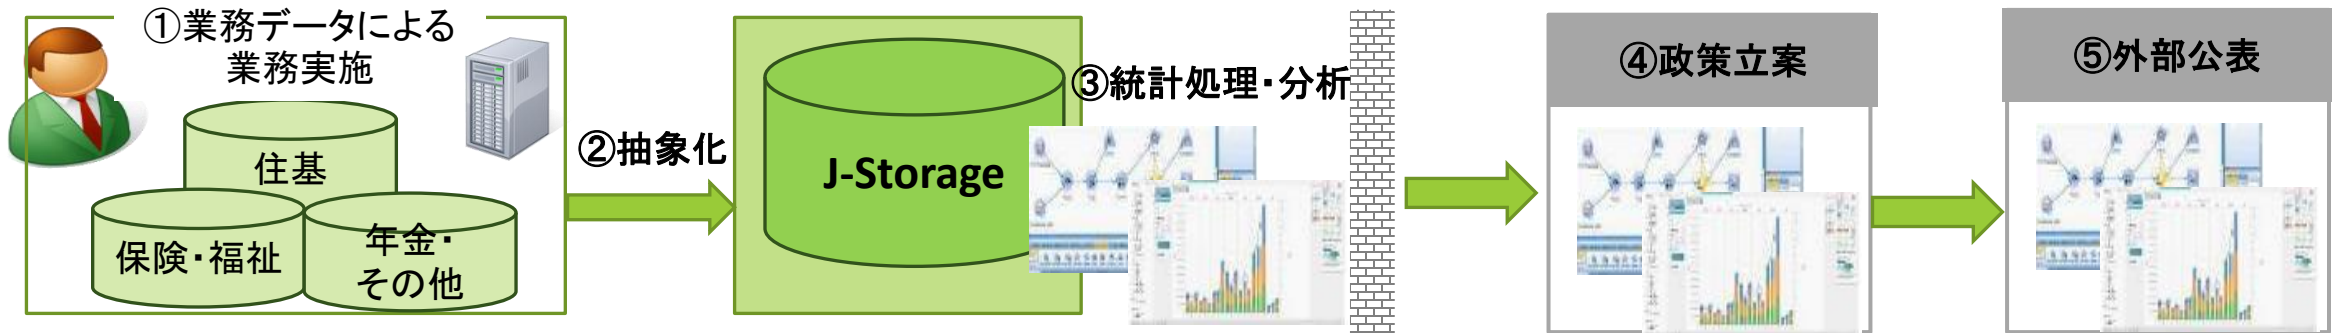 ①業務データによる
業務実施
住基
保険・福祉
年金・
その他
②抽象化
J-Storage
③統計処理・分析
④政策立案
⑤外部公表